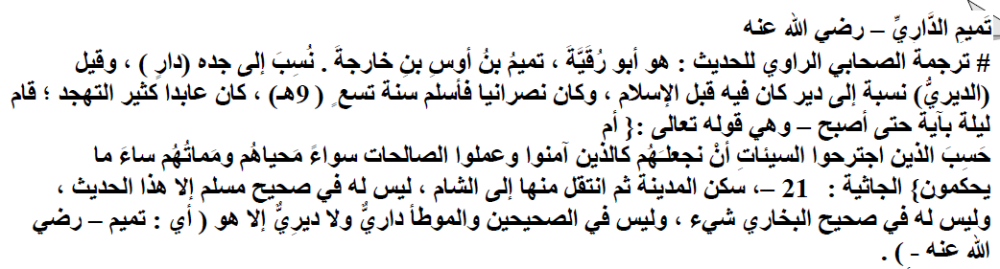 تَميمِ الدَّارِيِّ – رضي الله عنه
# ترجمة الصحابي الراوي للحديث : هو أبو رُقَيَّةَ ، تميمُ بنُ أوسِ بنِ خارجةَ . نُسِبَ إلى جده (دارٍ ) ، وقيل
(الديريُّ) نسبة إلى دير كان فيه قبل الإسلام ، وكان نصرانيا فأسلم سنة تسع ٍ ( 9هـ) ، كان عابدا كثير التهجد ؛ قام
ليلة بآية حتى أصبح – وهي قوله تعالى :{ أم
حَسِبَ الذين اجترحوا السيئاتِ أنْ نجعلَـهُم كالذين آمنوا وعملوا الصالحات سواءً مَحياهُم ومَماتُهُم ساءَ ما
يحكمون} الجاثية : 21 –، سكن المدينة ثم انتقل منها إلى الشام ، ليس له في صحيح مسلم إلا هذا الحديث ،
وليس له في صحيح البخاري شيء ، وليس في الصحيحين والموطأ داريٌّ ولا ديرِيٌّ إلا هو ( أي : تميم – رضي
الله عنه -ِ ) .